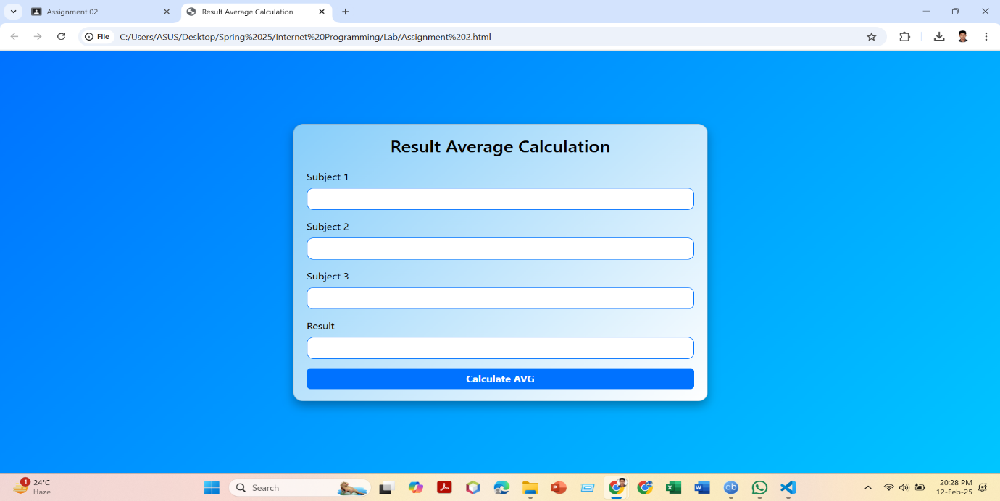 Assignment 02
Result Average Calculation
File
C:/Users/ASUS/Desktop/Spring%2025/Internet%20Programming/Lab/Assignment%202.html
Result Average Calculation
Subject 1
Subject 2
Subject 3
Result
Calculate AVG
1
24°C
Haze
Search
P
2
X
W
qb
20:28 PM
12-Feb-25